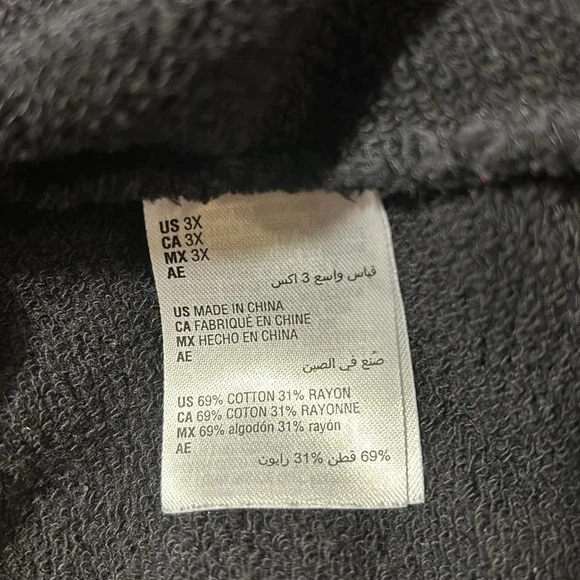 US 3X
CA 3X
MX 3X
AE
قياس واسع 3 اكس
US MADE IN CHINA
CA FABRIQUÉ EN CHINE
MX HECHO EN CHINA
AE
صُنع في الصين
US 69% COTTON 31% RAYON
CA 69% COTON 31% RAYONNE
MX 69% algodón 31% rayón
AE
69% قطن 31% رايون